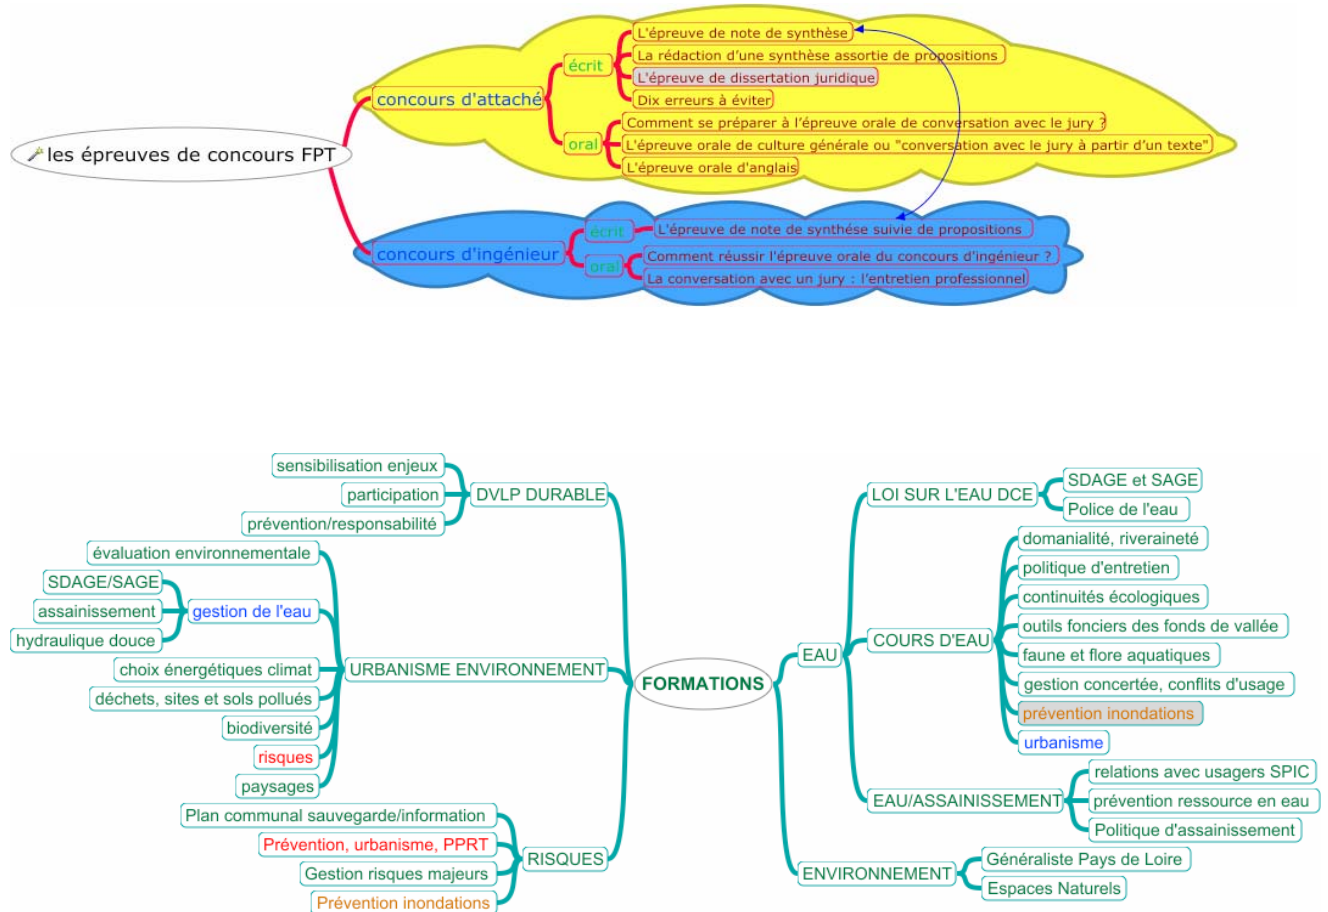 les épreuves de concours FPT
concours d'attaché
écrit
L'épreuve de note de synthèse
La rédaction d’une synthèse assortie de propositions
L'épreuve de dissertation juridique
Dix erreurs à éviter
oral
Comment se préparer à l’épreuve orale de conversation avec le jury ?
L'épreuve orale de culture générale ou "conversation avec le jury à partir d’un texte"
L'épreuve orale d'anglais
concours d'ingénieur
écrit
L'épreuve de note de synthése suivie de propositions
oral
Comment réussir l'épreuve orale du concours d'ingénieur ?
La conversation avec un jury : l’entretien professionnel
FORMATIONS
DVLP DURABLE
sensibilisation enjeux
participation
prévention/responsabilité
URBANISME ENVIRONNEMENT
évaluation environnementale
gestion de l'eau
SDAGE/SAGE
assainissement
hydraulique douce
choix énergétiques climat
déchets, sites et sols pollués
biodiversité
risques
paysages
RISQUES
Plan communal sauvegarde/information
Prévention, urbanisme, PPRT
Gestion risques majeurs
Prévention inondations
EAU
LOI SUR L'EAU DCE
SDAGE et SAGE
Police de l'eau
COURS D'EAU
domanialité, riveraineté
politique d'entretien
continuités écologiques
outils fonciers des fonds de vallée
faune et flore aquatiques
gestion concertée, conflits d'usage
prévention inondations
urbanisme
EAU/ASSAINISSEMENT
relations avec usagers SPIC
prévention ressource en eau
Politique d'assainissement
ENVIRONNEMENT
Généraliste Pays de Loire
Espaces Naturels